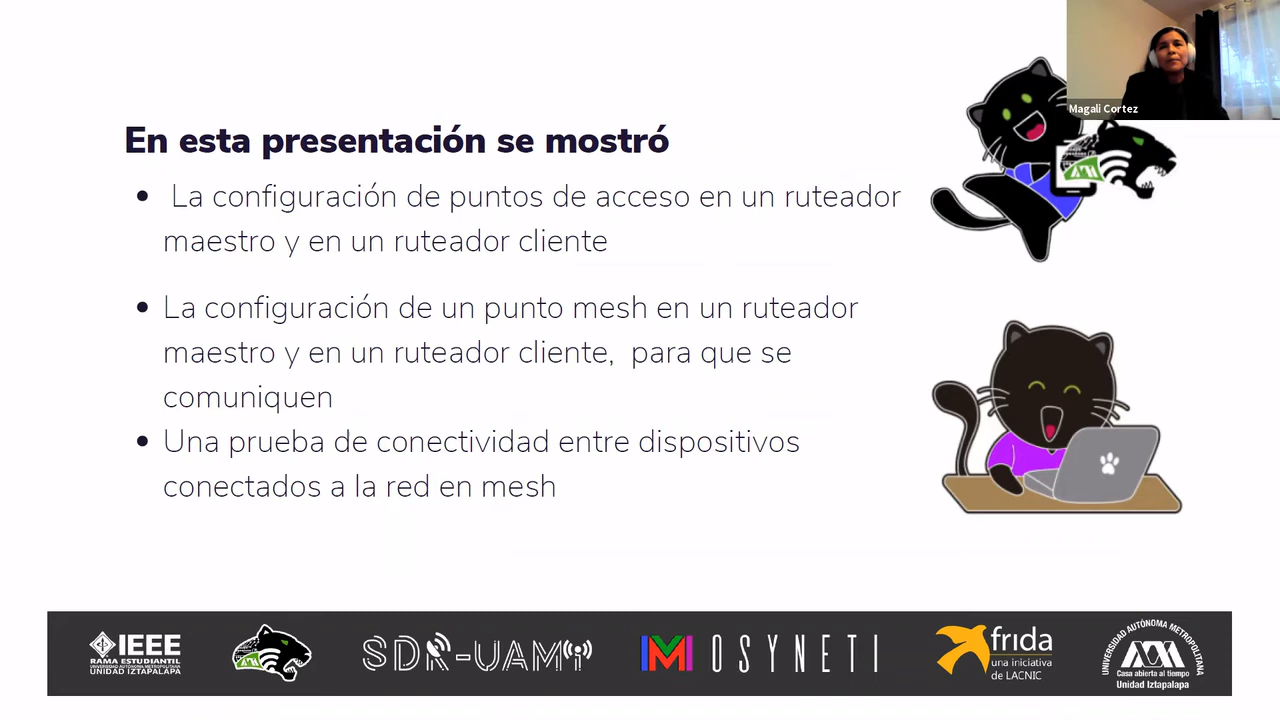 Magali Cortez
En esta presentación se mostró
• La configuración de puntos de acceso en un ruteador
maestro y en un ruteador cliente
• La configuración de un punto mesh en un ruteador
maestro y en un ruteador cliente, para que se
comuniquen
• Una prueba de conectividad entre dispositivos
conectados a la red en mesh
IEEE
RAMA ESTUDIANTIL
UNIVERSIDAD AUTÓNOMA METROPOLITANA
UNIDAD IZTAPALAPA
SDR-UAMI
OSYNETI
frida
una iniciativa
de LACNIC
UNIVERSIDAD AUTÓNOMA METROPOLITANA
Casa abierta al tiempo
Unidad Iztapalapa